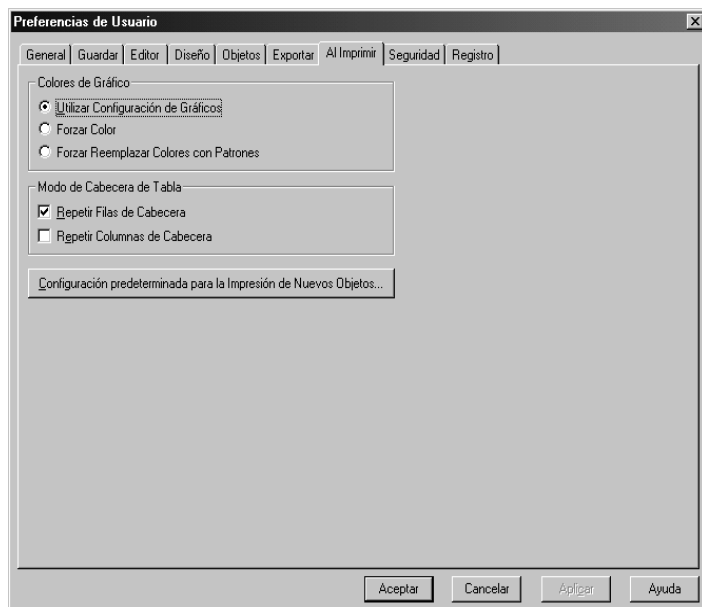 Preferencias de Usuario
General Guardar Editor Diseño Objetos Exportar Al Imprimir Seguridad Registro
Colores de Gráfico
Utilizar Configuración de Gráficos
Forzar Color
Forzar Reemplazar Colores con Patrones
Modo de Cabecera de Tabla
Repetir Filas de Cabecera
Repetir Columnas de Cabecera
Configuración predeterminada para la Impresión de Nuevos Objetos...
Aceptar Cancelar Aplicar Ayuda